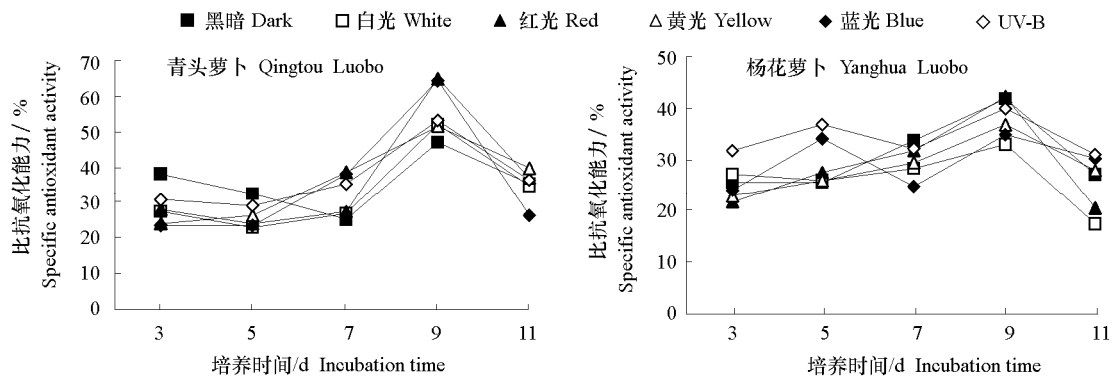 黑暗 Dark 白光 White 红光 Red 黄光 Yellow 蓝光 Blue UV-B
青头萝卜 Qingtou Luobo
比抗氧化能力 / %
Specific antioxidant activity
70
60
50
40
30
20
10
0
3 5 7 9 11
培养时间/d Incubation time
杨花萝卜 Yanghua Luobo
比抗氧化能力 / %
Specific antioxidant activity
50
40
30
20
10
0
3 5 7 9 11
培养时间/d Incubation time